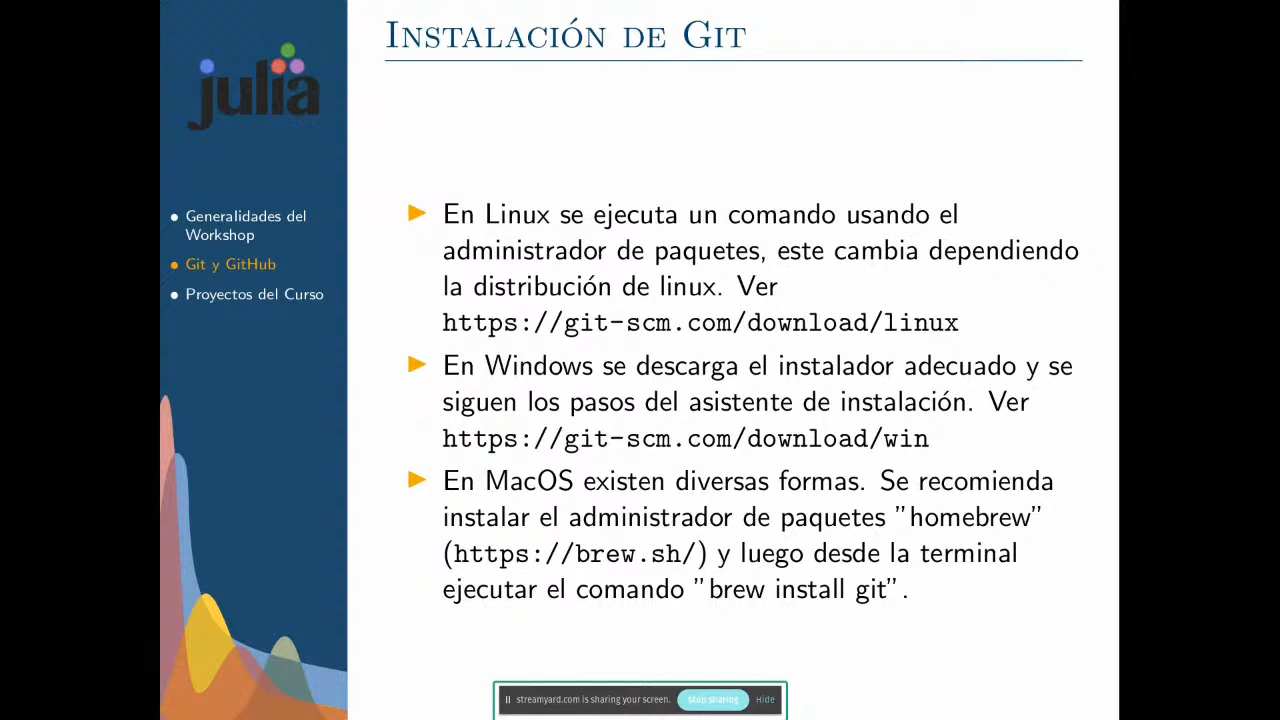 INSTALACIÓN DE GIT
julia
Generalidades del
Workshop
Git y GitHub
Proyectos del Curso
En Linux se ejecuta un comando usando el
administrador de paquetes, este cambia dependiendo
la distribución de linux. Ver
https://git-scm.com/download/linux
En Windows se descarga el instalador adecuado y se
siguen los pasos del asistente de instalación. Ver
https://git-scm.com/download/win
En MacOS existen diversas formas. Se recomienda
instalar el administrador de paquetes ”homebrew”
(https://brew.sh/) y luego desde la terminal
ejecutar el comando ”brew install git”.
streamyard.com is sharing your screen. Stop sharing Hide